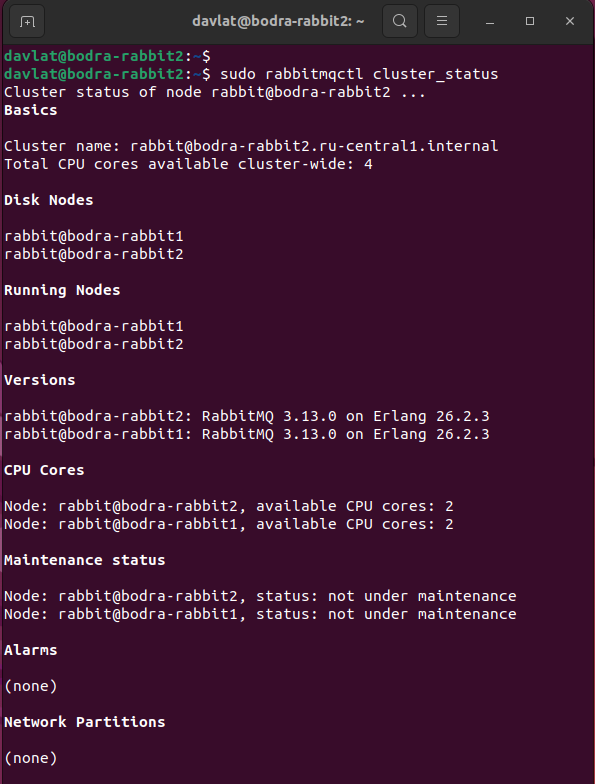 davlat@bodra-rabbit2: ~
davlat@bodra-rabbit2:~$
davlat@bodra-rabbit2:~$ sudo rabbitmqctl cluster_status
Cluster status of node rabbit@bodra-rabbit2 ...
Basics
Cluster name: rabbit@bodra-rabbit2.ru-central1.internal
Total CPU cores available cluster-wide: 4
Disk Nodes
rabbit@bodra-rabbit1
rabbit@bodra-rabbit2
Running Nodes
rabbit@bodra-rabbit1
rabbit@bodra-rabbit2
Versions
rabbit@bodra-rabbit2: RabbitMQ 3.13.0 on Erlang 26.2.3
rabbit@bodra-rabbit1: RabbitMQ 3.13.0 on Erlang 26.2.3
CPU Cores
Node: rabbit@bodra-rabbit2, available CPU cores: 2
Node: rabbit@bodra-rabbit1, available CPU cores: 2
Maintenance status
Node: rabbit@bodra-rabbit2, status: not under maintenance
Node: rabbit@bodra-rabbit1, status: not under maintenance
Alarms
(none)
Network Partitions
(none)